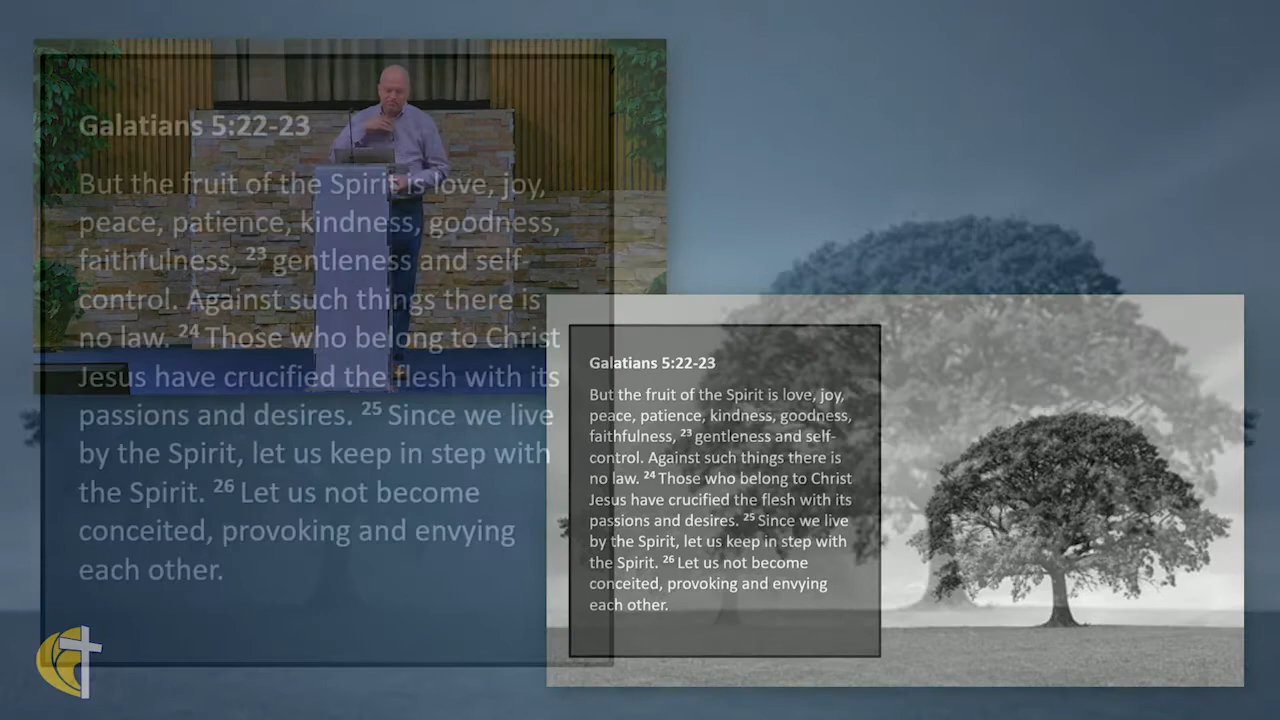 Galatians 5:22-23
But the fruit of the Spirit is love, joy,
peace, patience, kindness, goodness,
faithfulness, 23 gentleness and self-
control. Against such things there is
no law. 24 Those who belong to Christ
Jesus have crucified the flesh with its
passions and desires. 25 Since we live
by the Spirit, let us keep in step with
the Spirit. 26 Let us not become
conceited, provoking and envying
each other.
Galatians 5:22-23
But the fruit of the Spirit is love, joy,
peace, patience, kindness, goodness,
faithfulness, 23 gentleness and self-
control. Against such things there is
no law. 24 Those who belong to Christ
Jesus have crucified the flesh with its
passions and desires. 25 Since we live
by the Spirit, let us keep in step with
the Spirit. 26 Let us not become
conceited, provoking and envying
each other.